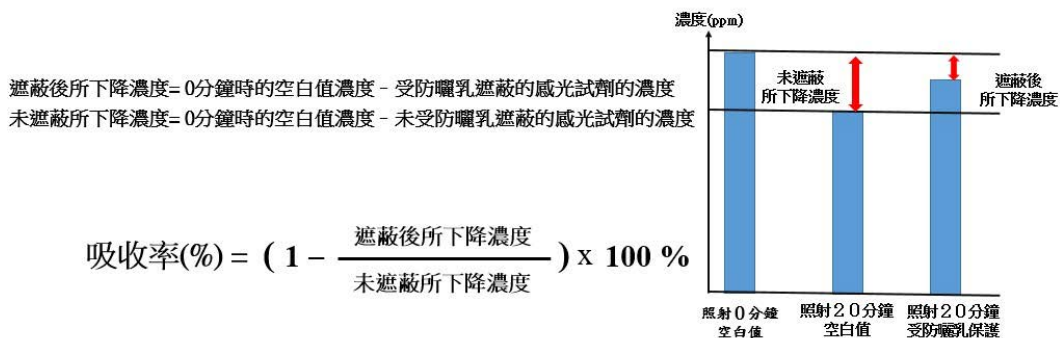 遮蔽後所下降濃度= 0分鐘時的空白值濃度 - 受防曬乳遮蔽的感光試劑的濃度
未遮蔽所下降濃度= 0分鐘時的空白值濃度 - 未受防曬乳遮蔽的感光試劑的濃度
吸收率(%) = ( 1 - 遮蔽後所下降濃度 / 未遮蔽所下降濃度 ) x 100 %
濃度(ppm)
未遮蔽
所下降濃度
遮蔽後
所下降濃度
照射0分鐘
空白值
照射20分鐘
空白值
照射20分鐘
受防曬乳保護